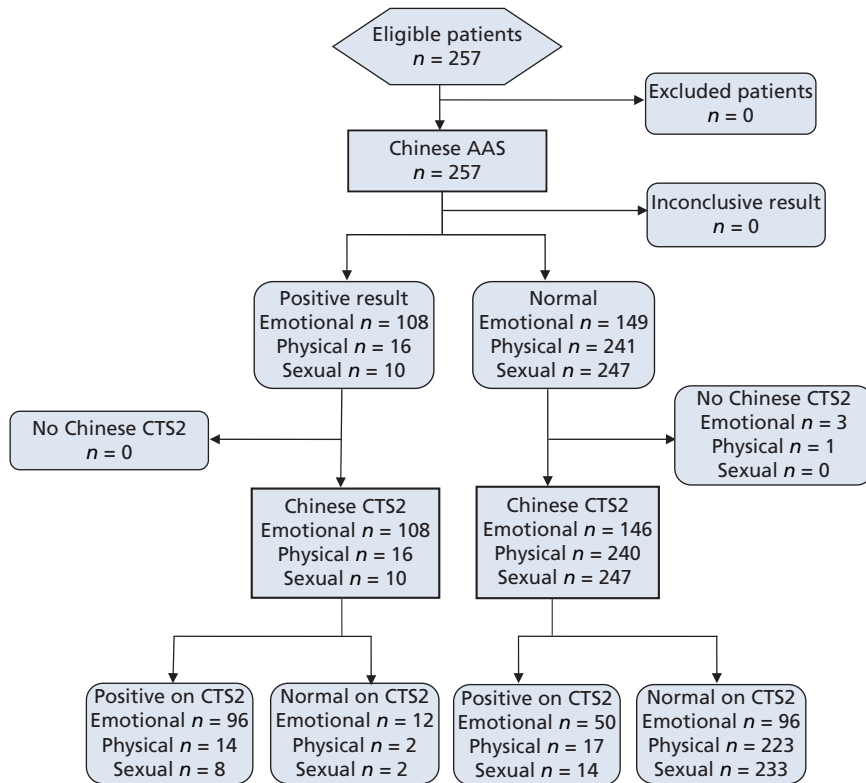 Eligible patients
n = 257
Excluded patients
n = 0
Chinese AAS
n = 257
Inconclusive result
n = 0
Positive result
Emotional n = 108
Physical n = 16
Sexual n = 10
Normal
Emotional n = 149
Physical n = 241
Sexual n = 247
No Chinese CTS2
n = 0
No Chinese CTS2
Emotional n = 3
Physical n = 1
Sexual n = 0
Chinese CTS2
Emotional n = 108
Physical n = 16
Sexual n = 10
Chinese CTS2
Emotional n = 146
Physical n = 240
Sexual n = 247
Positive on CTS2
Emotional n = 96
Physical n = 14
Sexual n = 8
Normal on CTS2
Emotional n = 12
Physical n = 2
Sexual n = 2
Positive on CTS2
Emotional n = 50
Physical n = 17
Sexual n = 14
Normal on CTS2
Emotional n = 96
Physical n = 223
Sexual n = 233